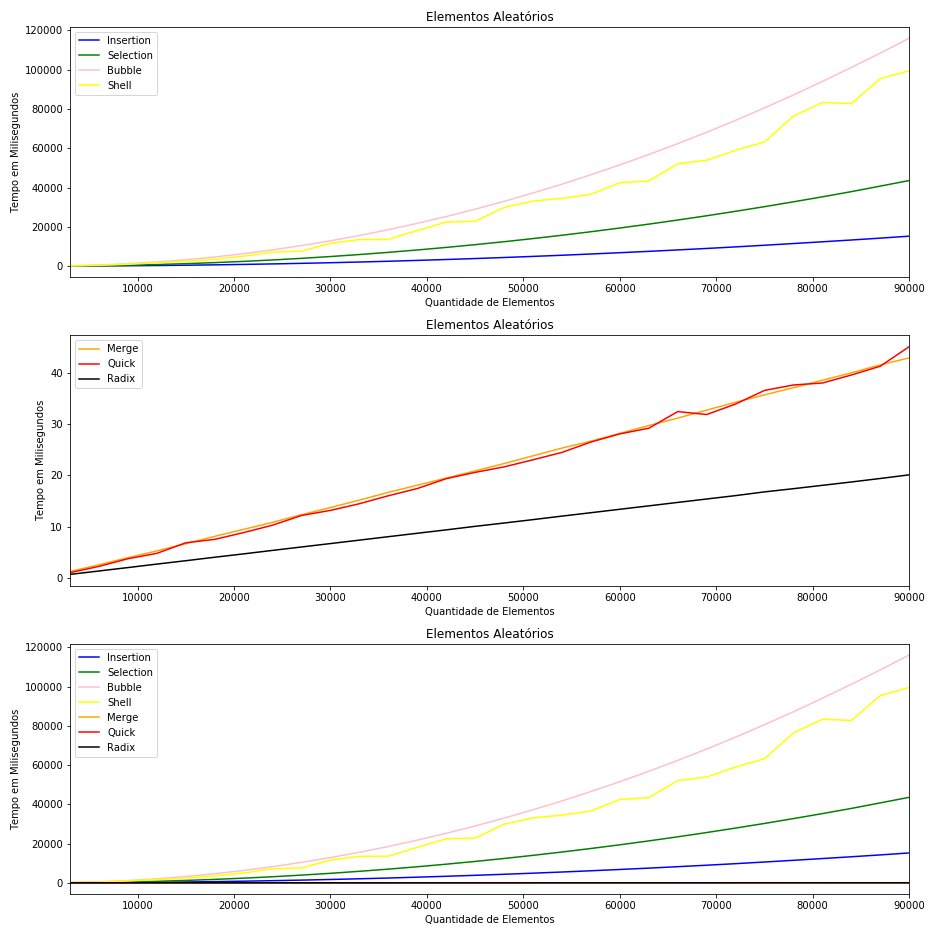 Elementos Aleatórios
Tempo em Milisegundos
120000
100000
80000
60000
40000
20000
0
Insertion
Selection
Bubble
Shell
10000 20000 30000 40000 50000 60000 70000 80000 90000
Quantidade de Elementos
Elementos Aleatórios
Tempo em Milisegundos
40
30
20
10
0
Merge
Quick
Radix
10000 20000 30000 40000 50000 60000 70000 80000 90000
Quantidade de Elementos
Elementos Aleatórios
Tempo em Milisegundos
120000
100000
80000
60000
40000
20000
0
Insertion
Selection
Bubble
Shell
Merge
Quick
Radix
10000 20000 30000 40000 50000 60000 70000 80000 90000
Quantidade de Elementos